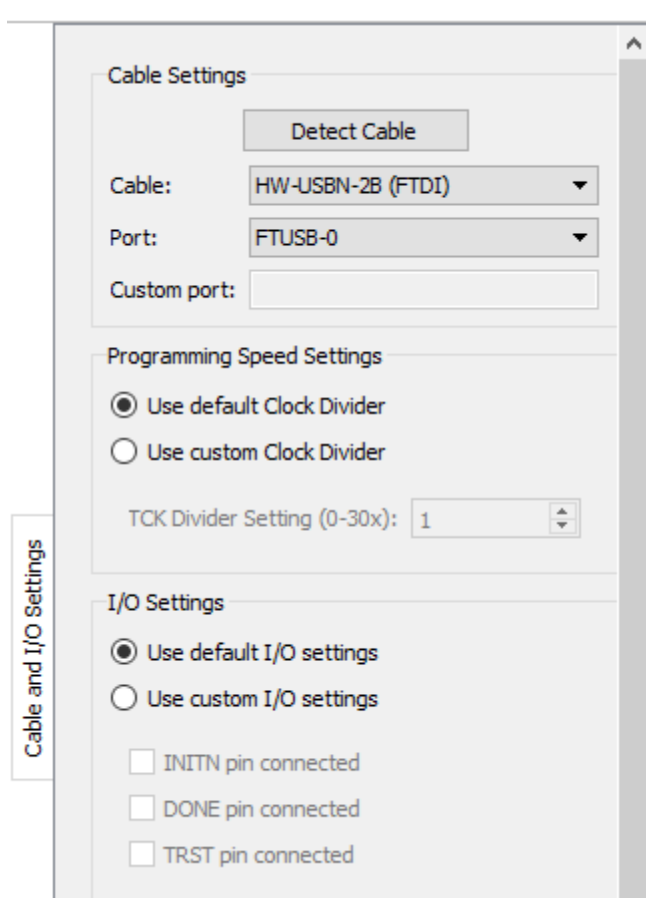 Cable Settings
Detect Cable
Cable: HW-USBN-2B (FTDI)
Port: FTUSB-0
Custom port:
Programming Speed Settings
Use default Clock Divider
Use custom Clock Divider
TCK Divider Setting (0-30x): 1
I/O Settings
Use default I/O settings
Use custom I/O settings
INITN pin connected
DONE pin connected
TRST pin connected
Cable and I/O Settings